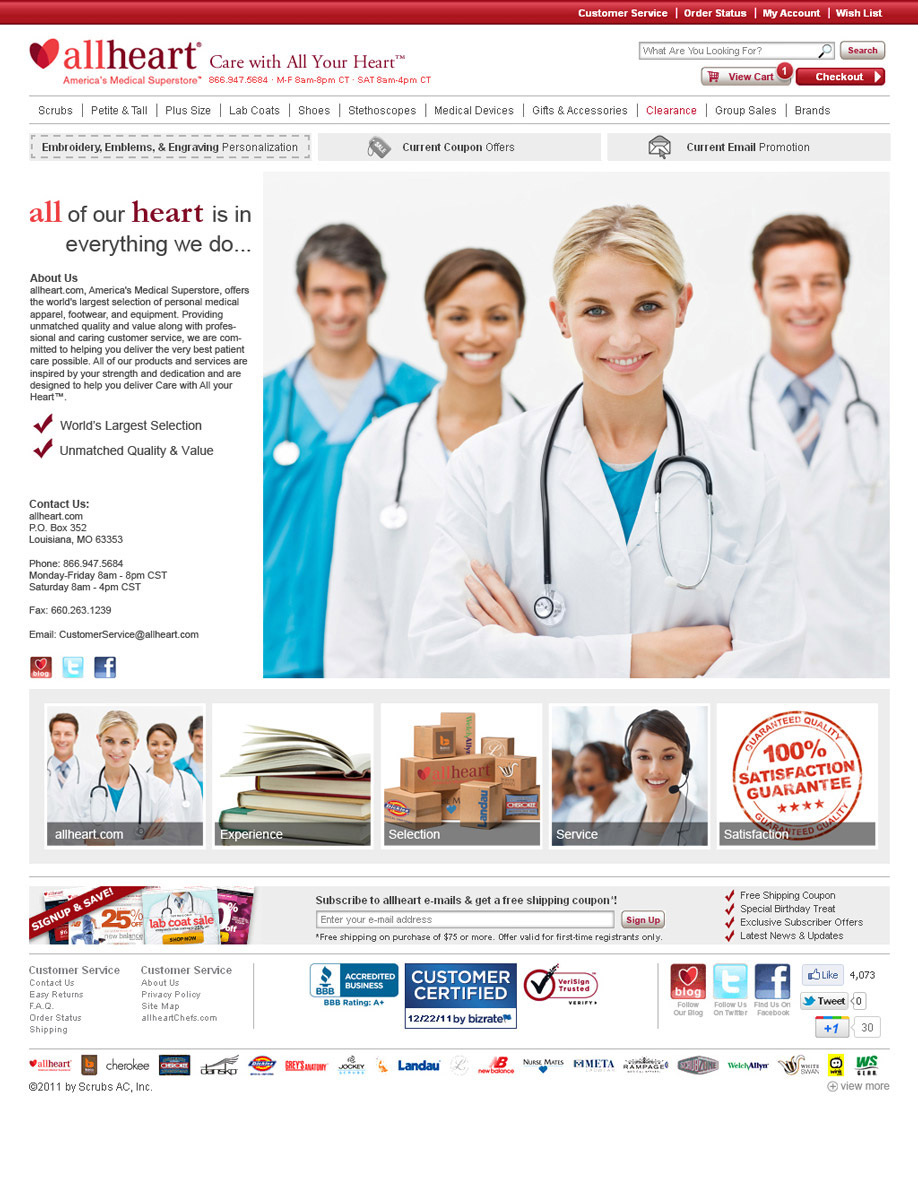 Customer Service | Order Status | My Account | Wish List
allheart® Care with All Your Heart™
America's Medical Superstore™ 866.947.5684 · M-F 8am-8pm CT · SAT 8am-4pm CT
What Are You Looking For? Search
View Cart 1 Checkout
Scrubs | Petite & Tall | Plus Size | Lab Coats | Shoes | Stethoscopes | Medical Devices | Gifts & Accessories | Clearance | Group Sales | Brands
Embroidery, Emblems, & Engraving Personalization
SALE Current Coupon Offers
Current Email Promotion
all of our heart is in
everything we do...
About Us
allheart.com, America's Medical Superstore, offers
the world's largest selection of personal medical
apparel, footwear, and equipment. Providing
unmatched quality and value along with profes-
sional and caring customer service, we are com-
mitted to helping you deliver the very best patient
care possible. All of our products and services are
inspired by your strength and dedication and are
designed to help you deliver Care with All your
Heart™.
World's Largest Selection
Unmatched Quality & Value
Contact Us:
allheart.com
P.O. Box 352
Louisiana, MO 63353
Phone: 866.947.5684
Monday-Friday 8am - 8pm CST
Saturday 8am - 4pm CST
Fax: 660.263.1239
Email: CustomerService@allheart.com
blog
allheart.com
Experience
allheart
Dickies
Landau
CHEROKEE
Selection
Service
GUARANTEED QUALITY
100%
SATISFACTION
GUARANTEE
GUARANTEED QUALITY
Satisfaction
SIGNUP & SAVE!
25%
new balance
lab coat sale
SHOP NOW
Subscribe to allheart e-mails & get a free shipping coupon*!
Enter your e-mail address Sign Up
*Free shipping on purchase of $75 or more. Offer valid for first-time registrants only.
Free Shipping Coupon
Special Birthday Treat
Exclusive Subscriber Offers
Latest News & Updates
Customer Service
Contact Us
Easy Returns
F.A.Q.
Order Status
Shipping
Customer Service
About Us
Privacy Policy
Site Map
allheartChefs.com
BBB ACCREDITED BUSINESS
BBB Rating: A+
CUSTOMER
CERTIFIED
12/22/11 by bizrate
VeriSign
Trusted
VERIFY
blog
Follow
Our Blog
Follow Us
On Twitter
Find Us On
Facebook
Like 4,073
Tweet 0
+1 30
allheart cherokee CHEROKEE dansko Dickies GREY'S ANATOMY JOCKEY Landau new balance NURSE MATES META RAMPAGE SCRUBZONE WelchAllyn WHITE SWAN wink WS GEAR
©2011 by Scrubs AC, Inc.
view more